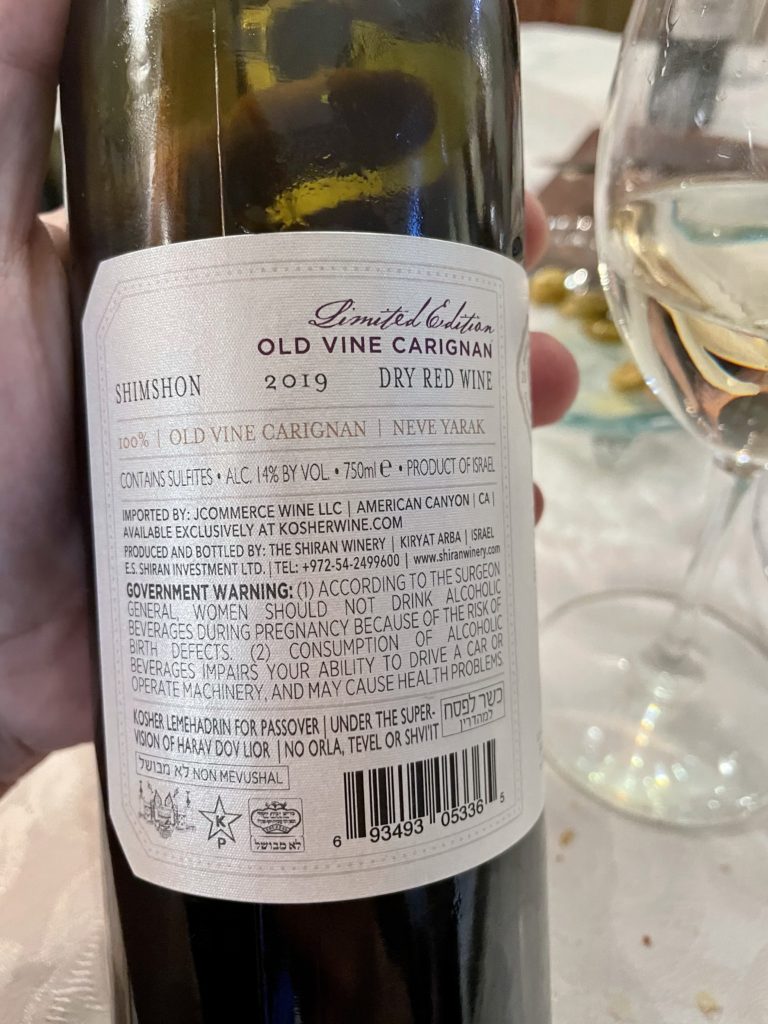 Limited Edition
OLD VINE CARIGNAN
SHIMSHON 2019 DRY RED WINE
100% | OLD VINE CARIGNAN | NEVE YARAK
CONTAINS SULFITES • ALC. 14% BY VOL. • 750ml ℮ • PRODUCT OF ISRAEL
IMPORTED BY: JCOMMERCE WINE LLC | AMERICAN CANYON | CA |
AVAILABLE EXCLUSIVELY AT KOSHERWINE.COM
PRODUCED AND BOTTLED BY: THE SHIRAN WINERY | KIRYAT ARBA | ISRAEL
E.S. SHIRAN INVESTMENT LTD. | TEL: +972-54-2499600 | www.shiranwinery.com
GOVERNMENT WARNING: (1) ACCORDING TO THE SURGEON
GENERAL, WOMEN SHOULD NOT DRINK ALCOHOLIC
BEVERAGES DURING PREGNANCY BECAUSE OF THE RISK OF
BIRTH DEFECTS. (2) CONSUMPTION OF ALCOHOLIC
BEVERAGES IMPAIRS YOUR ABILITY TO DRIVE A CAR OR
OPERATE MACHINERY, AND MAY CAUSE HEALTH PROBLEMS.
KOSHER LEMEHADRIN FOR PASSOVER | UNDER THE SUPER-
VISION OF HARAV DOV LIOR | NO ORLA, TEVEL OR SHVI'IT
כשר לפסח
למהדרין
לא מבושל NON MEVUSHAL
K
P
לא מבושל
6 93493 05336 5